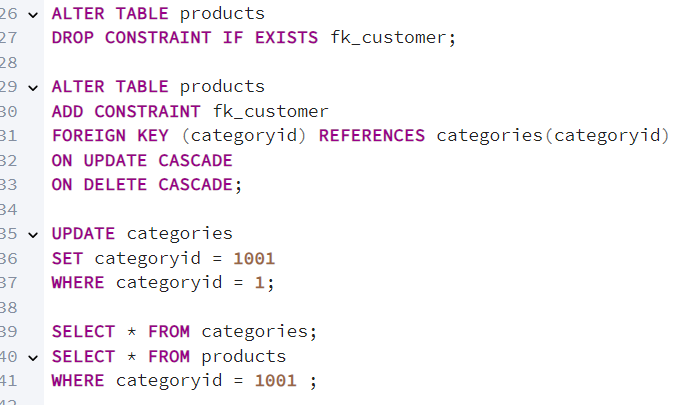 26 ALTER TABLE products
27 DROP CONSTRAINT IF EXISTS fk_customer;
28
29 ALTER TABLE products
30 ADD CONSTRAINT fk_customer
31 FOREIGN KEY (categoryid) REFERENCES categories(categoryid)
32 ON UPDATE CASCADE
33 ON DELETE CASCADE;
34
35 UPDATE categories
36 SET categoryid = 1001
37 WHERE categoryid = 1;
38
39 SELECT * FROM categories;
40 SELECT * FROM products
41 WHERE categoryid = 1001 ;